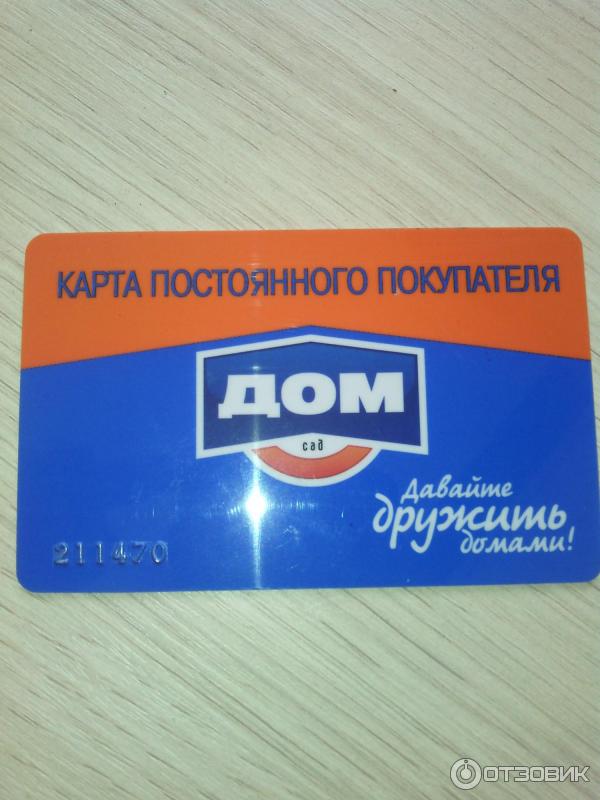 КАРТА ПОСТОЯННОГО ПОКУПАТЕЛЯ
ДОМ
сад
Давайте
дружить
домами!
211470
ОТЗОВИК